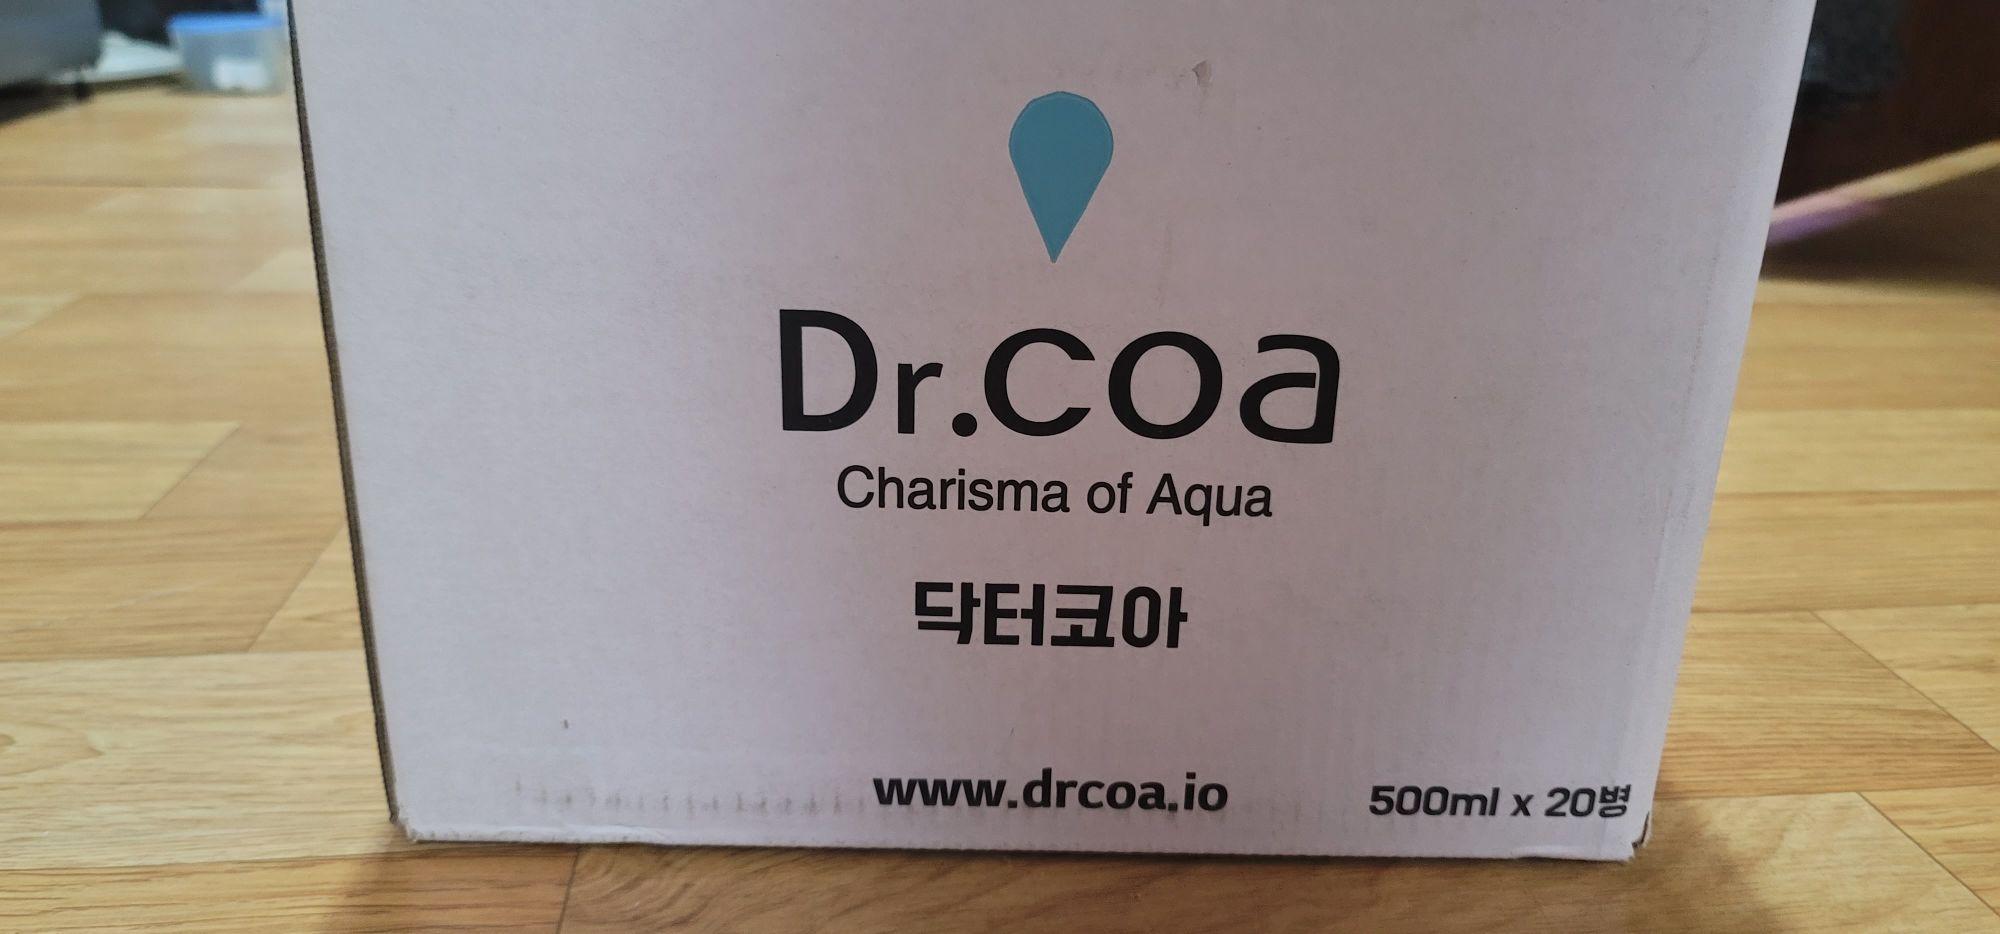 Dr.coa
Charisma of Aqua
닥터코아
www.drcoa.io
500ml x 20병